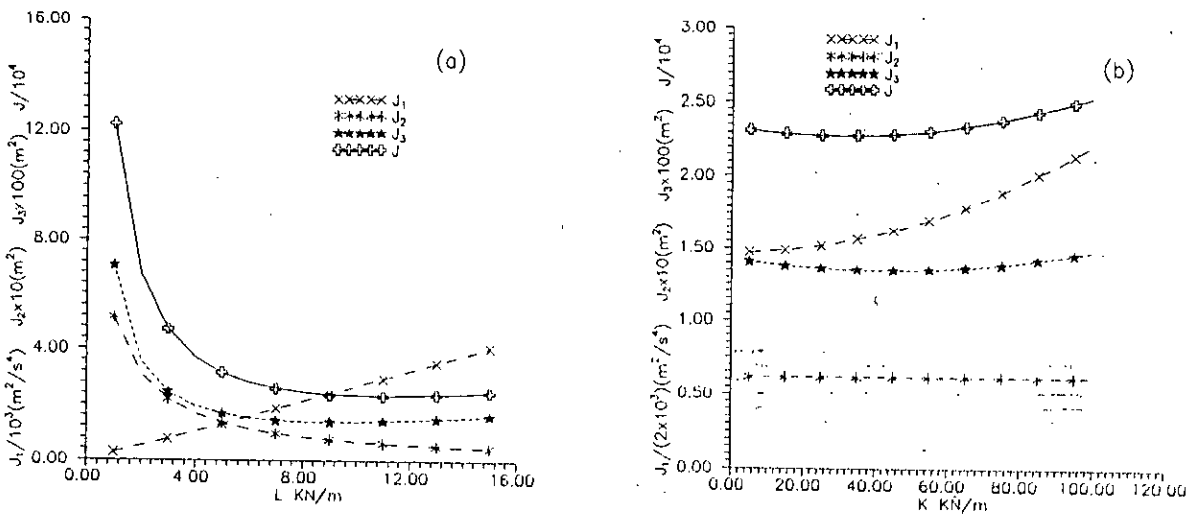 16.00
12.00
8.00
4.00
0.00
0.00
4.00
8.00
12.00
16.00
L KN/m
J₁/10³(m²/s⁴) J₂x10(m²) J₃x100(m²) J/10⁴
(a)
J₁
J₂
J₃
J
3.00
2.50
2.00
1.50
1.00
0.50
0.00
0.00
20.00
40.00
60.00
80.00
100.00
120.00
K KN/m
J₁/(2x10³)(m²/s⁴) J₂x10(m²) J₃x100(m²) J/10⁴
(b)
J₁
J₂
J₃
J